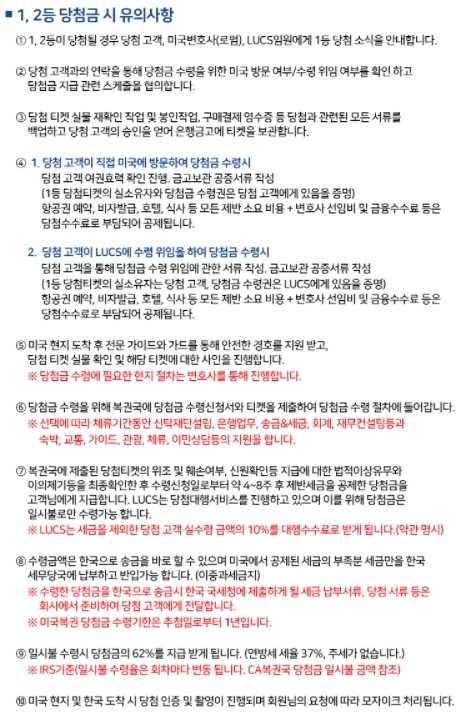 ■ 1, 2등 당첨금 시 유의사항
① 1, 2등이 당첨될 경우 당첨 고객, 미국변호사(로펌), LUCS임원에게 1등 당첨 소식을 안내합니다.
② 당첨 고객과의 연락을 통해 당첨금 수령을 위한 미국 방문 여부/수령 위임 여부를 확인 하고
당첨금 지급 관련 스케쥴을 협의합니다.
③ 당첨 티켓 실물 재확인 작업 및 봉인작업, 구매결제 영수증 등 당첨과 관련된 모든 서류를
백업하고 당첨 고객의 승인을 얻어 은행금고에 티켓을 보관합니다.
④ 1. 당첨 고객이 직접 미국에 방문하여 당첨금 수령시
당첨 고객 여권효력 확인 진행. 금고보관 공증서류 작성
(1등 당첨티켓의 실소유자와 당첨금 수령권은 당첨 고객에게 있음을 증명)
항공권 예약, 비자발급, 호텔, 식사 등 모든 제반 소요 비용 + 변호사 선임비 및 금융수수료 등은
당첨수수료로 부담되어 공제됩니다.
2. 당첨 고객이 LUCS에 수령 위임을 하여 당첨금 수령시
당첨 고객을 통해 당첨금 수령 위임에 관한 서류 작성. 금고보관 공증서류 작성
(1등 당첨티켓의 실소유자는 당첨 고객, 당첨금 수령권은 LUCS에게 있음을 증명)
항공권 예약, 비자발급, 호텔, 식사 등 모든 제반 소요 비용 + 변호사 선임비 및 금융수수료 등은
당첨수수료로 부담되어 공제됩니다.
⑤ 미국 현지 도착 후 전문 가이드와 가드를 통해 안전한 경호를 지원 받고,
당첨 티켓 실물 확인 및 해당 티켓에 대한 사인을 진행합니다.
※ 당첨금 수령에 필요한 현지 절차는 변호사를 통해 진행합니다.
⑥ 당첨금 수령을 위해 복권국에 당첨금 수령신청서와 티켓을 제출하여 당첨금 수령 절차에 들어갑니다.
※ 선택에 따라 체류기간동안 신탁재단설립, 은행업무, 송금&세금, 회계, 재무컨설팅등과
숙박, 교통, 가이드, 관광, 체류, 이민상담등의 지원을 합니다.
⑦ 복권국에 제출된 당첨티켓의 위조 및 훼손여부, 신원확인등 지급에 대한 법적이상유무와
이의제기등을 최종확인한 후 수령신청일로부터 약 4~8주 후 제반세금을 공제한 당첨금을
고객님에게 지급합니다. LUCS는 당첨대행서비스를 진행하고 있으며 이를 위해 당첨금은
일시불로만 수령가능 합니다.
※ LUCS는 세금을 제외한 당첨 고객 실수령 금액의 10%를 대행수수료로 받게 됩니다.(약관 명시)
⑧ 수령금액은 한국으로 송금을 바로 할 수 있으며 미국에서 공제된 세금의 부족분 세금만을 한국
세무당국에 납부하고 반입가능 합니다. (이중과세금지)
※ 수령한 당첨금을 한국으로 송금시 한국 국세청에 제출하게 될 세금 납부서류, 당첨 서류 등은
회사에서 준비하여 당첨 고객에게 전달합니다.
※ 미국복권 당첨금 수령기한은 추첨일로부터 1년입니다.
⑨ 일시불 수령시 당첨금의 62%를 지급 받게 됩니다. (연방세 세율 37%, 주세가 없습니다.)
※ IRS기준(일시불 수령율은 회차마다 변동 됩니다. CA복권국 당첨금 일시불 금액 참조)
⑩ 미국 현지 및 한국 도착 시 당첨 인증 및 촬영이 진행되며 회원님의 요청에 따라 모자이크 처리됩니다.